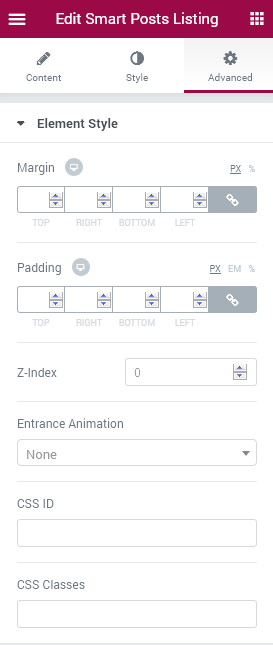 Edit Smart Posts Listing
Content Style Advanced
Element Style
Margin PX %
TOP RIGHT BOTTOM LEFT
Padding PX EM %
TOP RIGHT BOTTOM LEFT
Z-Index 0
Entrance Animation
None
CSS ID
CSS Classes